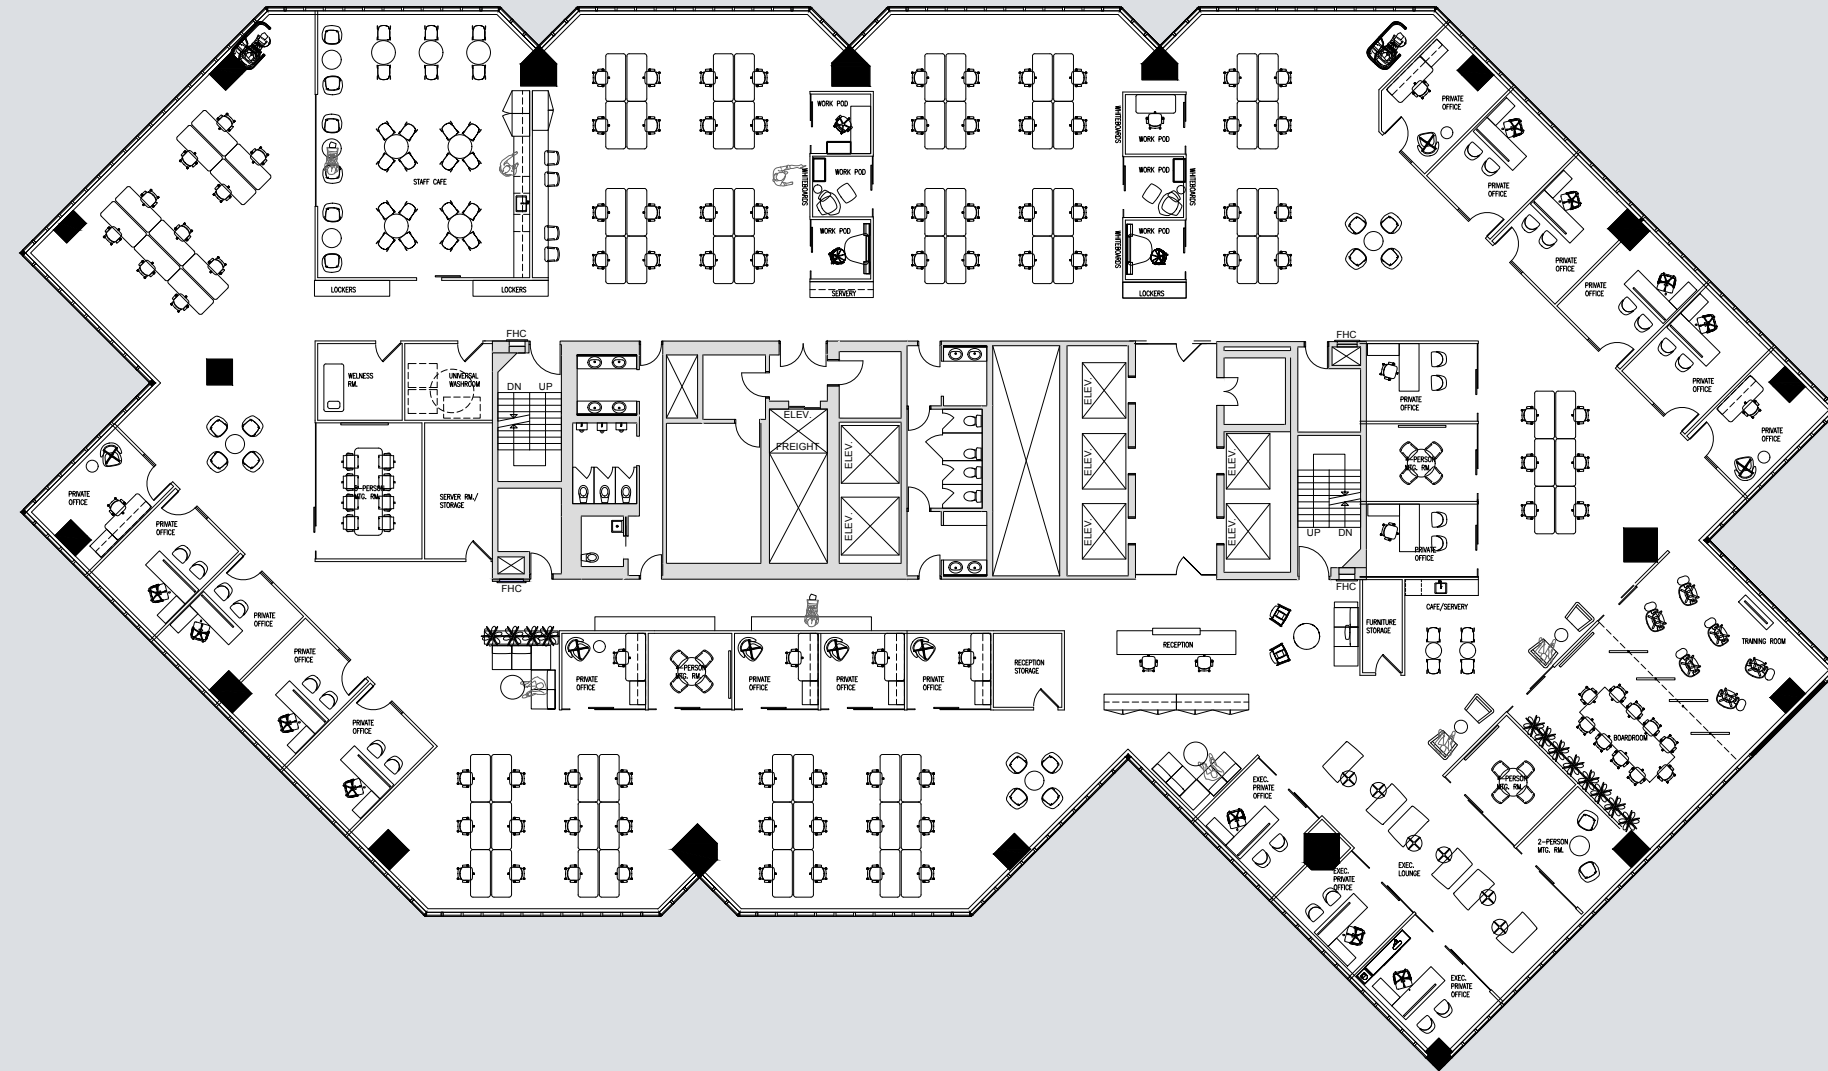 WORK POD
WORK POD
WORK POD
WHITEBOARDS
SERVERY
WHITEBOARDS
WORK POD
WORK POD
WHITEBOARDS
WHITEBOARDS
WORK POD
LOCKERS
STAFF CAFE
LOCKERS
LOCKERS
PRIVATE
OFFICE
PRIVATE
OFFICE
PRIVATE
OFFICE
PRIVATE
OFFICE
PRIVATE
OFFICE
PRIVATE
OFFICE
FHC
FHC
WELNESS
RM.
UNIVERSAL
WASHROOM
DN
UP
ELEV.
FREIGHT
ELEV.
ELEV.
ELEV.
ELEV.
ELEV.
ELEV.
ELEV.
UP
DN
PRIVATE
OFFICE
-PERSON
MTG. RM.
PRIVATE
OFFICE
-PERSON
MTG. RM.
SERVER RM./
STORAGE
FHC
FHC
PRIVATE
OFFICE
PRIVATE
OFFICE
PRIVATE
OFFICE
PRIVATE
OFFICE
PRIVATE
OFFICE
PRIVATE
OFFICE
4-PERSON
MTG. RM.
PRIVATE
OFFICE
PRIVATE
OFFICE
PRIVATE
OFFICE
RECEPTION
STORAGE
RECEPTION
FURNITURE
STORAGE
CAFE/SERVERY
TRAINING ROOM
BOARDROOM
4-PERSON
MTG. RM.
2-PERSON
MTG. RM.
EXEC.
LOUNGE
EXEC.
PRIVATE
OFFICE
EXEC.
PRIVATE
OFFICE
EXEC.
PRIVATE
OFFICE